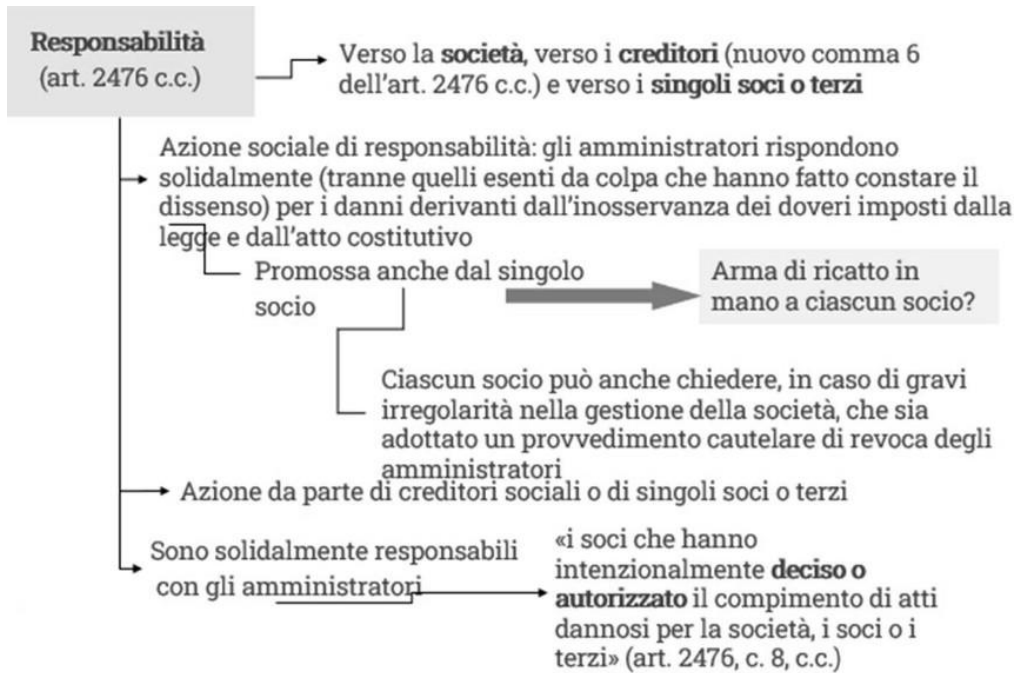 Responsabilità
(art. 2476 c.c.)
Verso la società, verso i creditori (nuovo comma 6
dell'art. 2476 c.c.) e verso i singoli soci o terzi
Azione sociale di responsabilità: gli amministratori rispondono
solidalmente (tranne quelli esenti da colpa che hanno fatto constare il
dissenso) per i danni derivanti dall'inosservanza dei doveri imposti dalla
legge e dall'atto costitutivo
Promossa anche dal singolo
socio
Arma di ricatto in
mano a ciascun socio?
Ciascun socio può anche chiedere, in caso di gravi
irregolarità nella gestione della società, che sia
adottato un provvedimento cautelare di revoca degli
amministratori
Azione da parte di creditori sociali o di singoli soci o terzi
Sono solidalmente responsabili
con gli amministratori
«i soci che hanno
intenzionalmente deciso o
autorizzato il compimento di atti
dannosi per la società, i soci o i
terzi» (art. 2476, c. 8, c.c.)